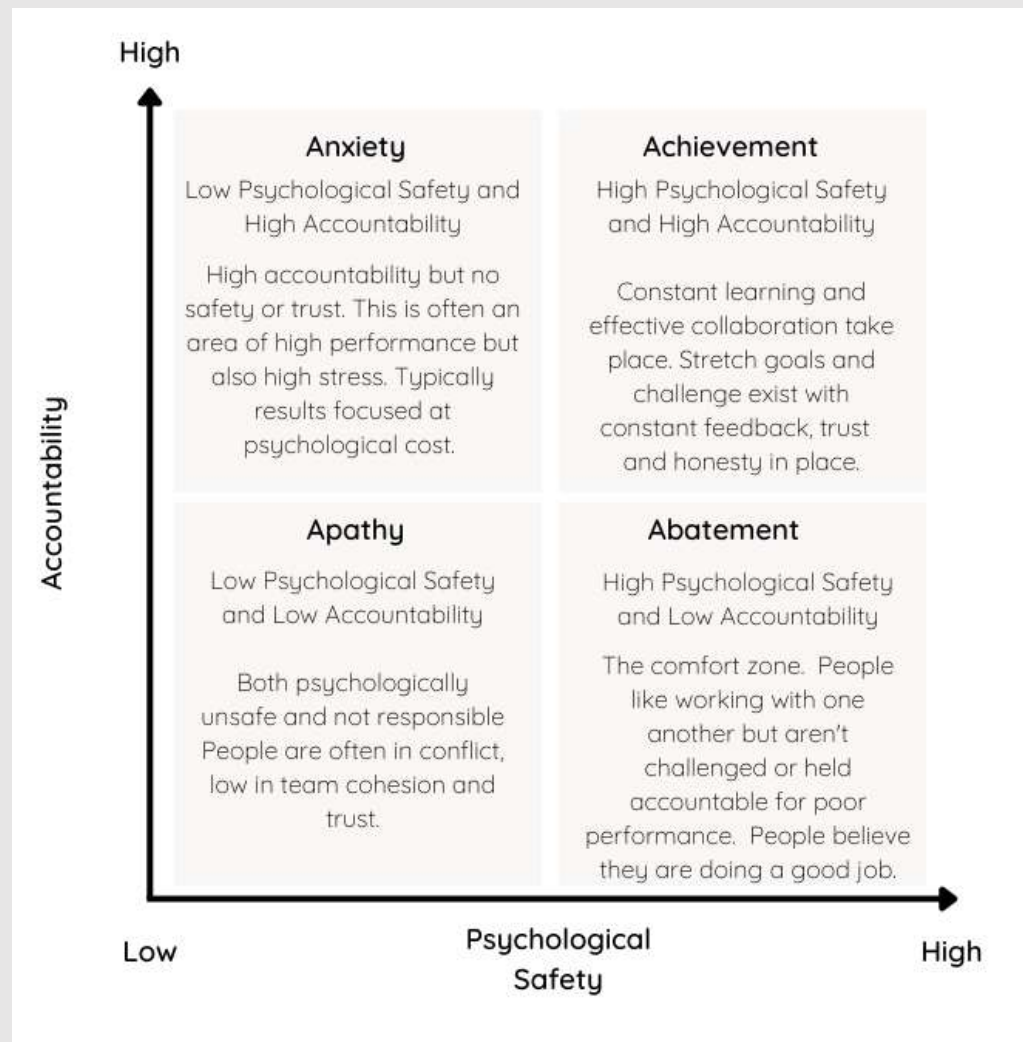 High
Anxiety
Low Psychological Safety and
High Accountability
High accountability but no
safety or trust. This is often an
area of high performance but
also high stress. Typically
results focused at
psychological cost.
Achievement
High Psychological Safety
and High Accountability
Constant learning and
effective collaboration take
place. Stretch goals and
challenge exist with
constant feedback, trust
and honesty in place.
Accountability
Apathy
Low Psychological Safety
and Low Accountability
Both psychologically
unsafe and not responsible
People are often in conflict,
low in team cohesion and
trust.
Abatement
High Psychological Safety
and Low Accountability
The comfort zone.  People
like working with one
another but aren't
challenged or held
accountable for poor
performance.  People believe
they are doing a good job.
Low
Psychological
Safety
High